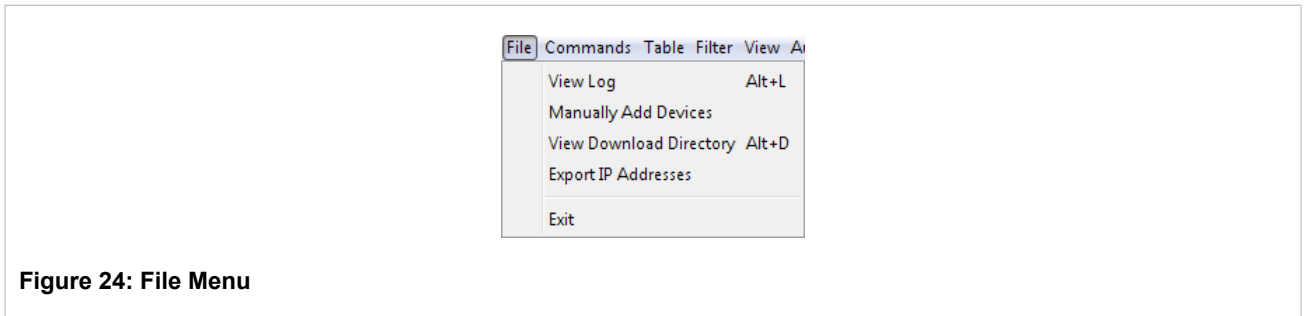 File Commands Table Filter View
View Log Alt+L
Manually Add Devices
View Download Directory Alt+D
Export IP Addresses
Exit
Figure 24: File Menu